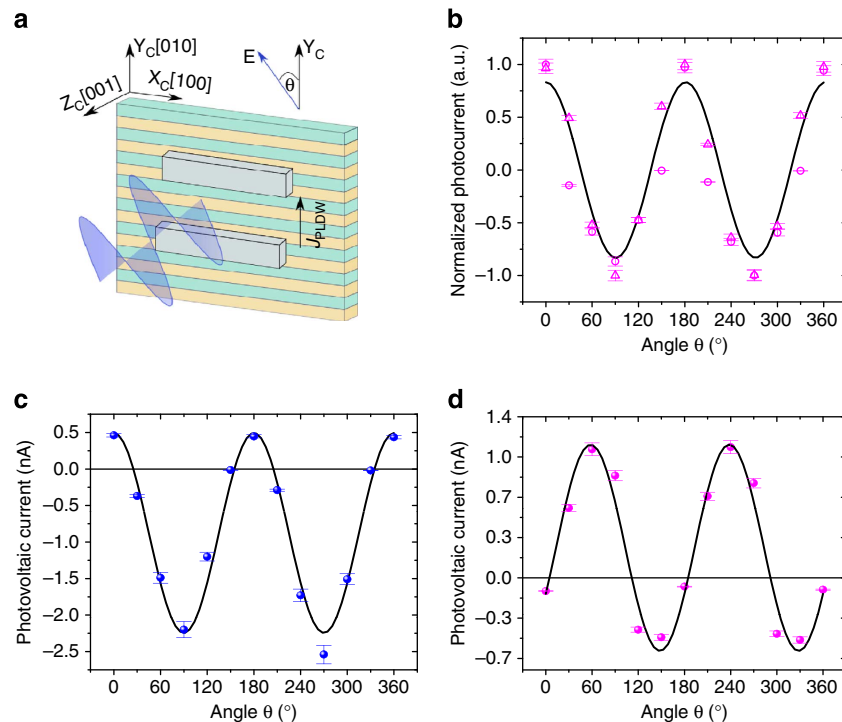 a
Y_C[010]
X_C[100]
Z_C[001]
E
θ
Y_C
J_PLDW
b
Normalized photocurrent (a.u.)
1.0
0.5
0.0
−0.5
−1.0
0 60 120 180 240 300 360
Angle θ (°)
c
Photovoltaic current (nA)
0.5
0.0
−0.5
−1.0
−1.5
−2.0
−2.5
0 60 120 180 240 300 360
Angle θ (°)
d
Photovoltaic current (nA)
1.4
1.0
0.7
0.3
0.0
−0.3
−0.7
0 60 120 180 240 300 360
Angle θ (°)